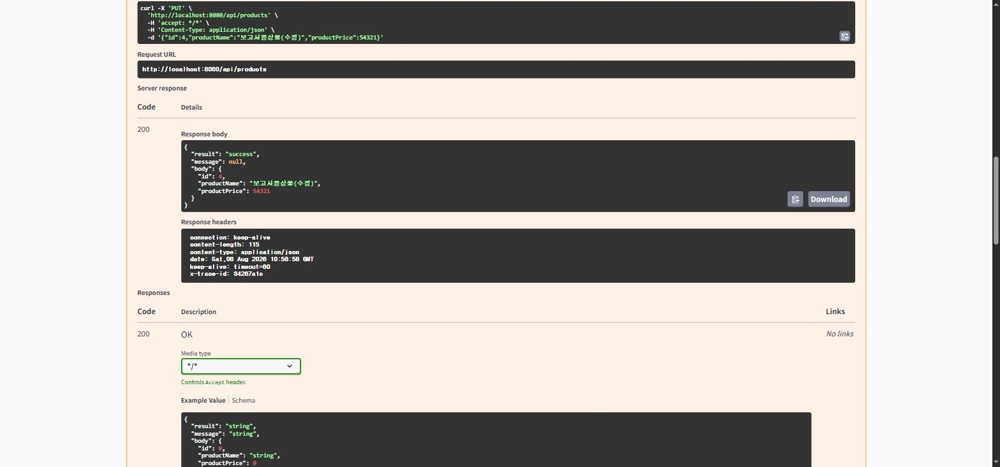 curl -X 'PUT' \
'http://localhost:8080/api/products' \
-H 'accept: */*' \
-H 'Content-Type: application/json' \
-d '{"id":4,"productName":"보고서용상품(수정)","productPrice":54321}'
Request URL
http://localhost:8080/api/products
Server response
Code Details
200
Response body
{
"result": "success",
"message": null,
"body": {
"id": 4,
"productName": "보고서용상품(수정)",
"productPrice": 54321
}
}
Download
Response headers
connection: keep-alive
content-length: 115
content-type: application/json
date: Sat,08 Aug 2026 10:56:56 GMT
keep-alive: timeout=60
x-trace-id: 84267a1c
Responses
Code Description Links
200 OK No links
Media type
*/*
Controls Accept header.
Example Value Schema
{
"result": "string",
"message": "string",
"body": {
"id": 0,
"productName": "string",
"productPrice": 0